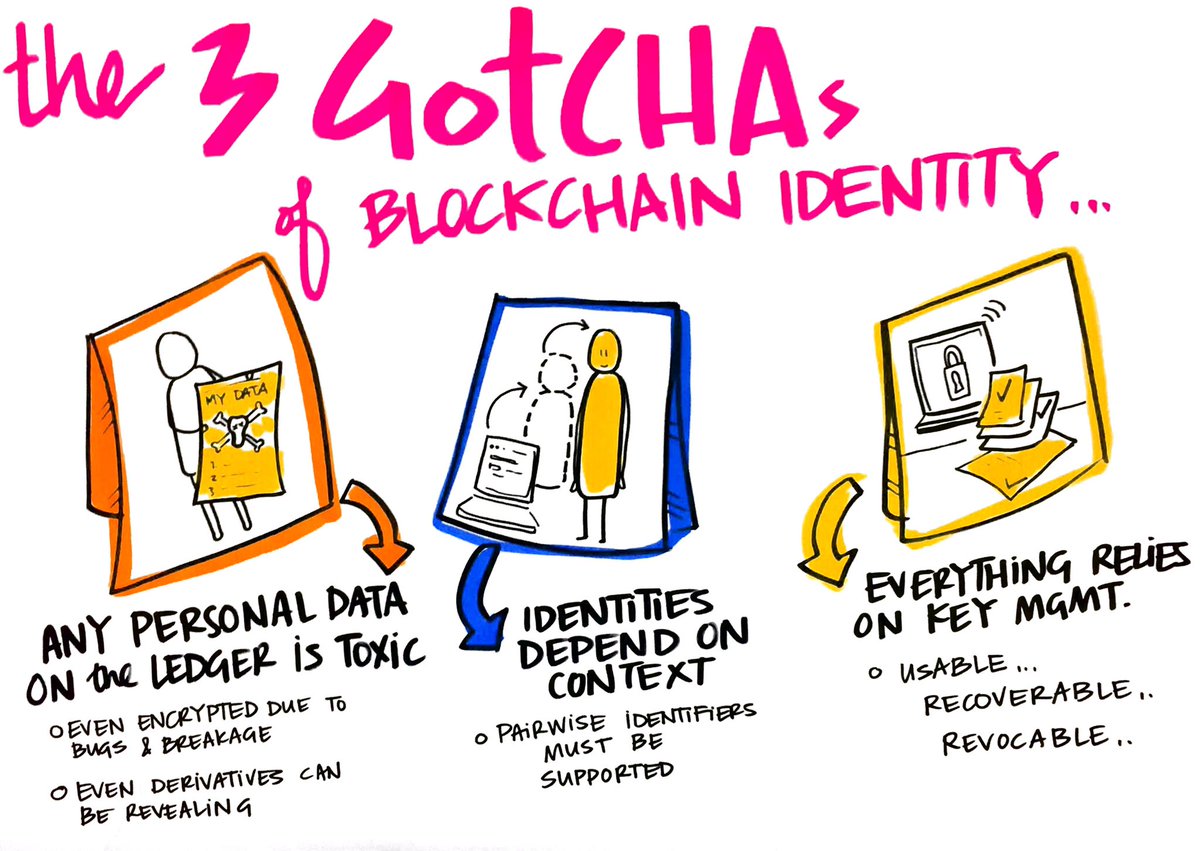 the 3 GotCHAs
of BLOCKCHAIN IDENTITY...
MY DATA
1.
2.
3
ANY PERSONAL DATA
ON the LEDGER is TOXIC
O EVEN ENCRYPTED DUE TO
BUGS & BREAKAGE
O EVEN DERIVATIVES CAN
BE REVEALING
IDENTITIES
DEPEND ON
CONTEXT
O PAIRWISE IDENTIFIERS
MUST BE
SUPPORTED
EVERYTHING RELIES
ON KEY MGMT.
O USABLE...
RECOVERABLE..
REVOCABLE..